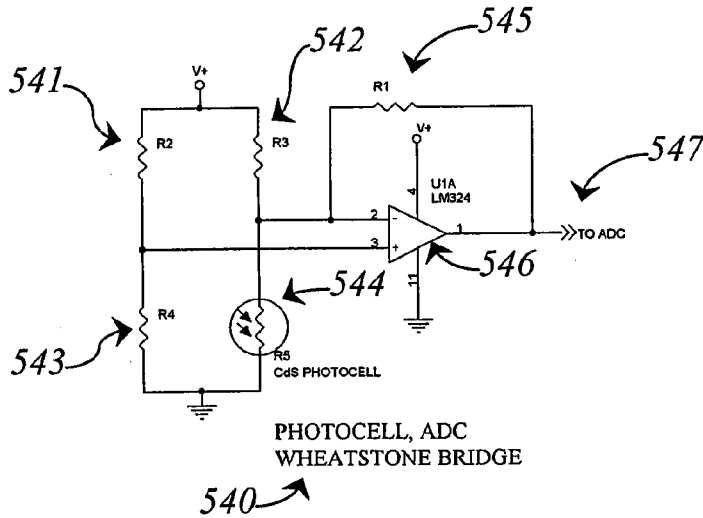 542
545
541
V+
R1
R2
R3
V+
547
4
U1A
LM324
2
-
1
TO ADC
3
+
546
11
544
R4
543
R5
CdS PHOTOCELL
PHOTOCELL, ADC
WHEATSTONE BRIDGE
540